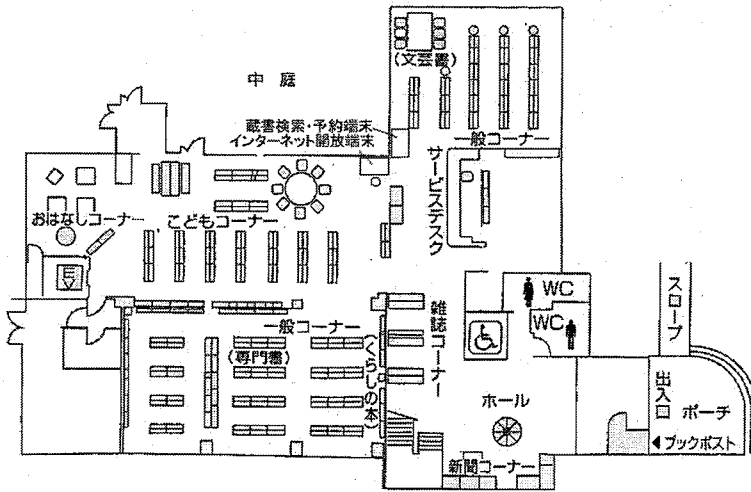 (文芸書)
中庭
蔵書検索・予約端末
インターネット開放端末
一般コーナー
サービスデスク
おはなしコーナー
こどもコーナー
EV
WC
WC
スロープ
一般コーナー
(専門書)
(くらしの本)
雑誌コーナー
ホール
出入口
ポーチ
◀ブックポスト
新聞コーナー